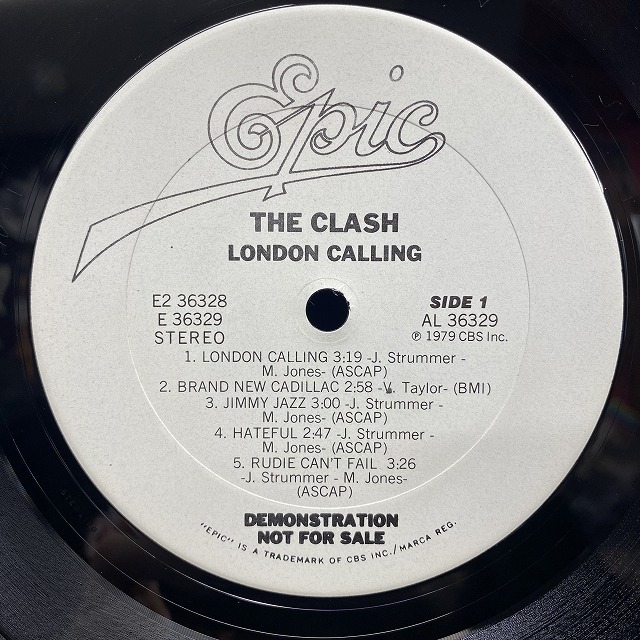 Epic
THE CLASH
LONDON CALLING
E2 36328
E 36329
STEREO
SIDE 1
AL 36329
℗ 1979 CBS Inc.
1. LONDON CALLING 3:19 -J. Strummer -
M. Jones- (ASCAP)
2. BRAND NEW CADILLAC 2:58 -V. Taylor- (BMI)
3. JIMMY JAZZ 3:00 -J. Strummer -
M. Jones- (ASCAP)
4. HATEFUL 2:47 -J. Strummer -
M. Jones- (ASCAP)
5. RUDIE CAN'T FAIL 3:26
-J. Strummer - M. Jones-
(ASCAP)
DEMONSTRATION
NOT FOR SALE
"EPIC" IS A TRADEMARK OF CBS INC./MARCA REG.